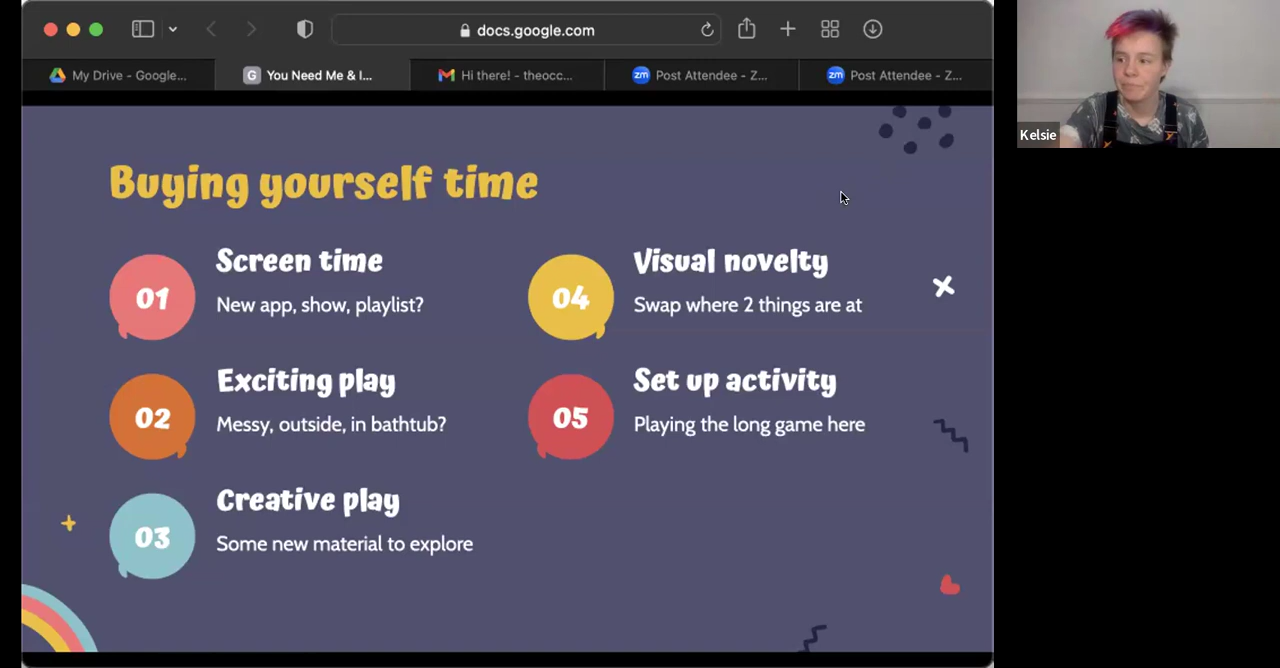 docs.google.com
My Drive - Google...
G
You Need Me & I...
Hi there! - theocc...
zm
Post Attendee - Z...
zm
Post Attendee - Z...
Kelsie
Buying yourself time
01
Screen time
New app, show, playlist?
02
Exciting play
Messy, outside, in bathtub?
03
Creative play
Some new material to explore
04
Visual novelty
Swap where 2 things are at
05
Set up activity
Playing the long game here